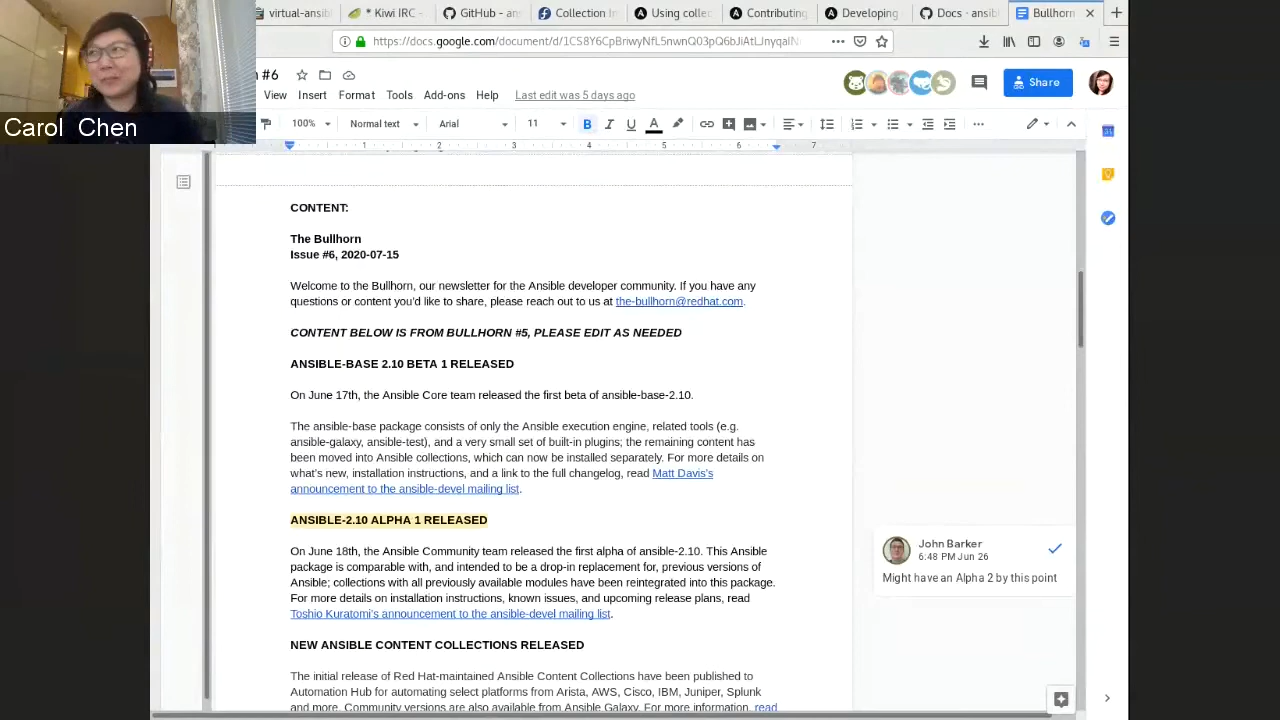 virtual-ansible
* Kiwi IRC -
GitHub - an
Collection In
Using collec
Contributing
Developing
Docs · ansib
Bullhorn
https://docs.google.com/document/d/1CS8Y6CpBriwyNfL5nwnQ03pQ6bJiAtLJnyqaIN
Carol Chen
#6
View Insert Tools Add-ons Help Last edit was 5 days ago
Share
100% Normal text Arial 11 B I U A
1 2 3 4 5 6 7
CONTENT:
The Bullhorn
Issue #6, 2020-07-15
Welcome to the Bullhorn, our newsletter for the Ansible developer community. If you have any
questions or content you'd like to share, please reach out to us at the-bullhorn@redhat.com.
CONTENT BELOW IS FROM BULLHORN #5, PLEASE EDIT AS NEEDED
ANSIBLE-BASE 2.10 BETA 1 RELEASED
On June 17th, the Ansible Core team released the first beta of ansible-base-2.10.
The ansible-base package consists of only the Ansible execution engine, related tools (e.g.
ansible-galaxy, ansible-test), and a very small set of built-in plugins; the remaining content has
been moved into Ansible collections, which can now be installed separately. For more details on
what's new, installation instructions, and a link to the full changelog, read Matt Davis's
announcement to the ansible-devel mailing list.
ANSIBLE-2.10 ALPHA 1 RELEASED
On June 18th, the Ansible Community team released the first alpha of ansible-2.10. This Ansible
package is comparable with, and intended to be a drop-in replacement for, previous versions of
Ansible; collections with all previously available modules have been reintegrated into this package.
For more details on installation instructions, known issues, and upcoming release plans, read
Toshio Kuratomi's announcement to the ansible-devel mailing list.
John Barker
6:48 PM Jun 26
Might have an Alpha 2 by this point
NEW ANSIBLE CONTENT COLLECTIONS RELEASED
The initial release of Red Hat-maintained Ansible Content Collections have been published to
Automation Hub for automating select platforms from Arista, AWS, Cisco, IBM, Juniper, Splunk
and more. Community versions are also available from Ansible Galaxy. For more information, read